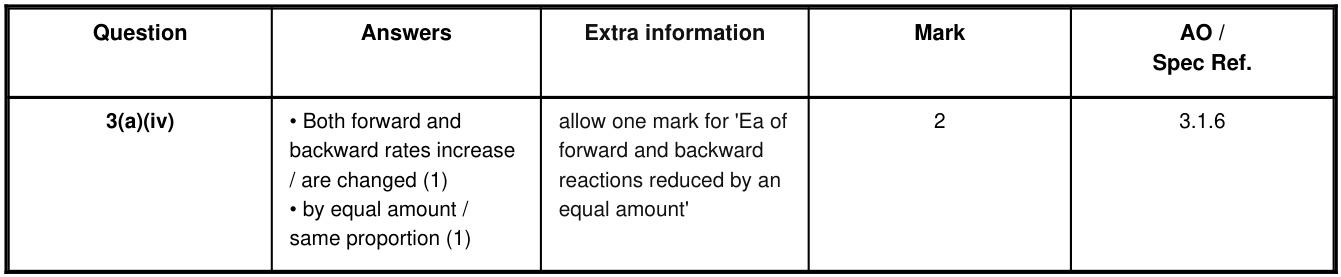 Question Answers Extra information Mark AO /
Spec Ref.
3(a)(iv) • Both forward and allow one mark for 'Ea of 2 3.1.6
backward rates increase forward and backward
/ are changed (1) reactions reduced by an
• by equal amount / equal amount'
same proportion (1)